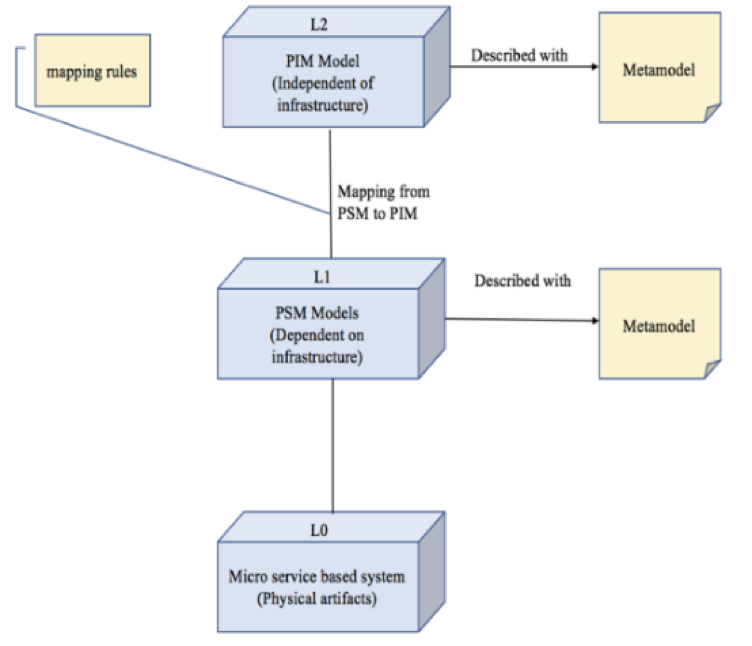 L2
PIM Model
(Independent of
infrastructure)
Described with
Metamodel
mapping rules
Mapping from
PSM to PIM
L1
PSM Models
(Dependent on
infrastructure)
Described with
Metamodel
L0
Micro service based system
(Physical artifacts)